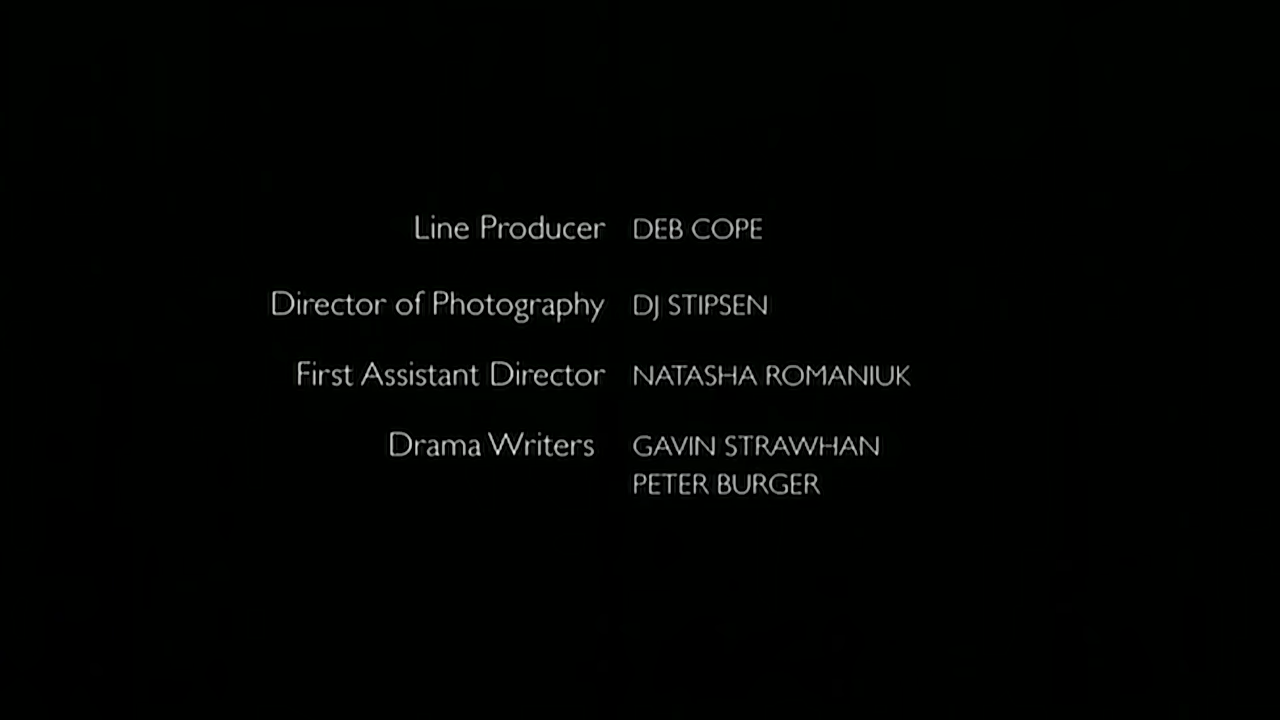 Line Producer DEB COPE
Director of Photography DJ STIPSEN
First Assistant Director NATASHA ROMANIUK
Drama Writers GAVIN STRAWHAN
PETER BURGER